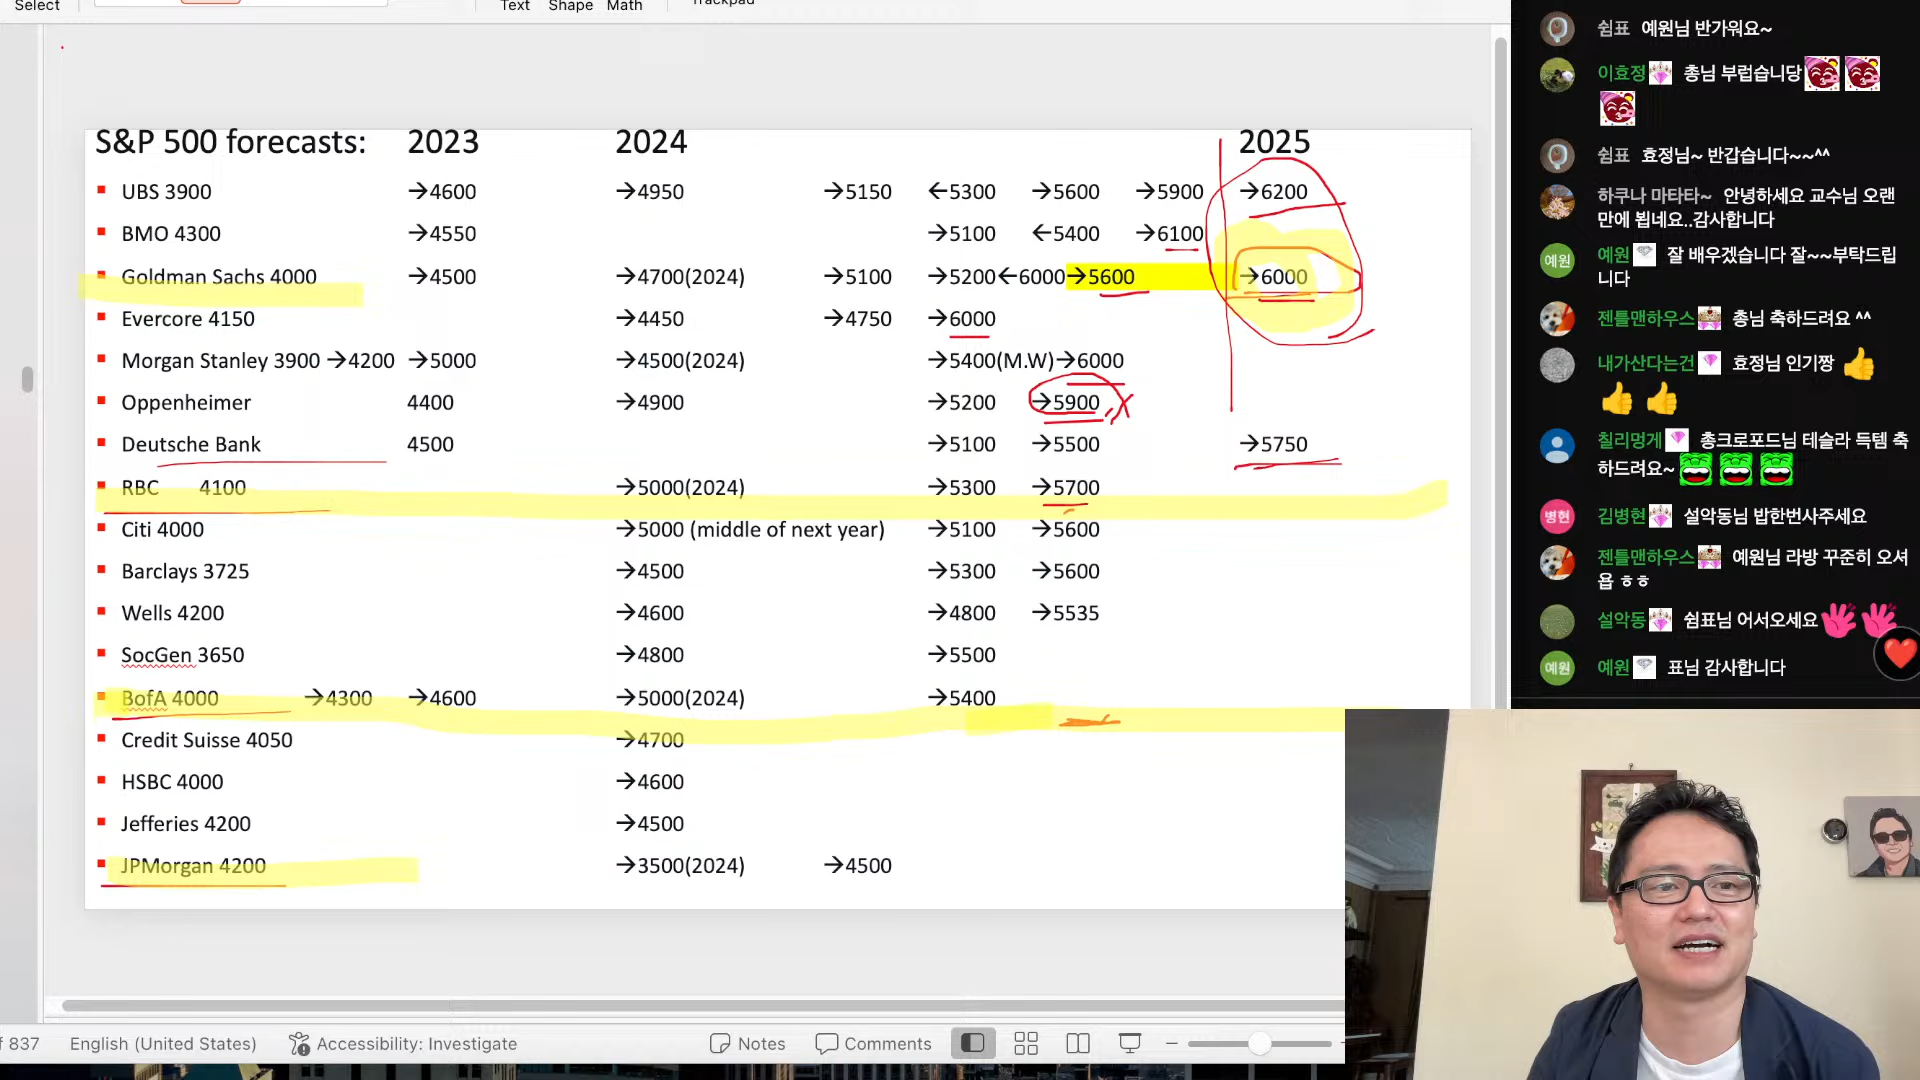 Select
Text Shape Math
Trackpad
S&P 500 forecasts: 2023 2024 2025
UBS 3900 →4600 →4950 →5150 ←5300 →5600 →5900 →6200
BMO 4300 →4550 →5100 ←5400 →6100
Goldman Sachs 4000 →4500 →4700(2024) →5100 →5200←6000→5600 →6000
Evercore 4150 →4450 →4750 →6000
Morgan Stanley 3900 →4200 →5000 →4500(2024) →5400(M.W)→6000
Oppenheimer 4400 →4900 →5200 →5900
Deutsche Bank 4500 →5100 →5500 →5750
RBC 4100 →5000(2024) →5300 →5700
Citi 4000 →5000 (middle of next year) →5100 →5600
Barclays 3725 →4500 →5300 →5600
Wells 4200 →4600 →4800 →5535
SocGen 3650 →4800 →5500
BofA 4000 →4300 →4600 →5000(2024) →5400
Credit Suisse 4050 →4700
HSBC 4000 →4600
Jefferies 4200 →4500
JPMorgan 4200 →3500(2024) →4500
f 837 English (United States) Accessibility: Investigate Notes Comments
쉼표 예원님 반가워요~
이효정 총님 부럽습니당
쉼표 효정님~ 반갑습니다~~^^
하쿠나 마타타~ 안녕하세요 교수님 오랜
만에 뵙네요..감사합니다
예원 예원 잘 배우겠습니다 잘~~부탁드립
니다
젠틀맨하우스 총님 축하드려요 ^^
내가산다는건 효정님 인기짱
칠리멍게 총크로포드님 테슬라 득템 축
하드려요~
병현 김병현 설악동님 밥한번사주세요
젠틀맨하우스 예원님 라방 꾸준히 오셔
욥 ㅎㅎ
설악동 쉼표님 어서오세요
예원 예원 표님 감사합니다